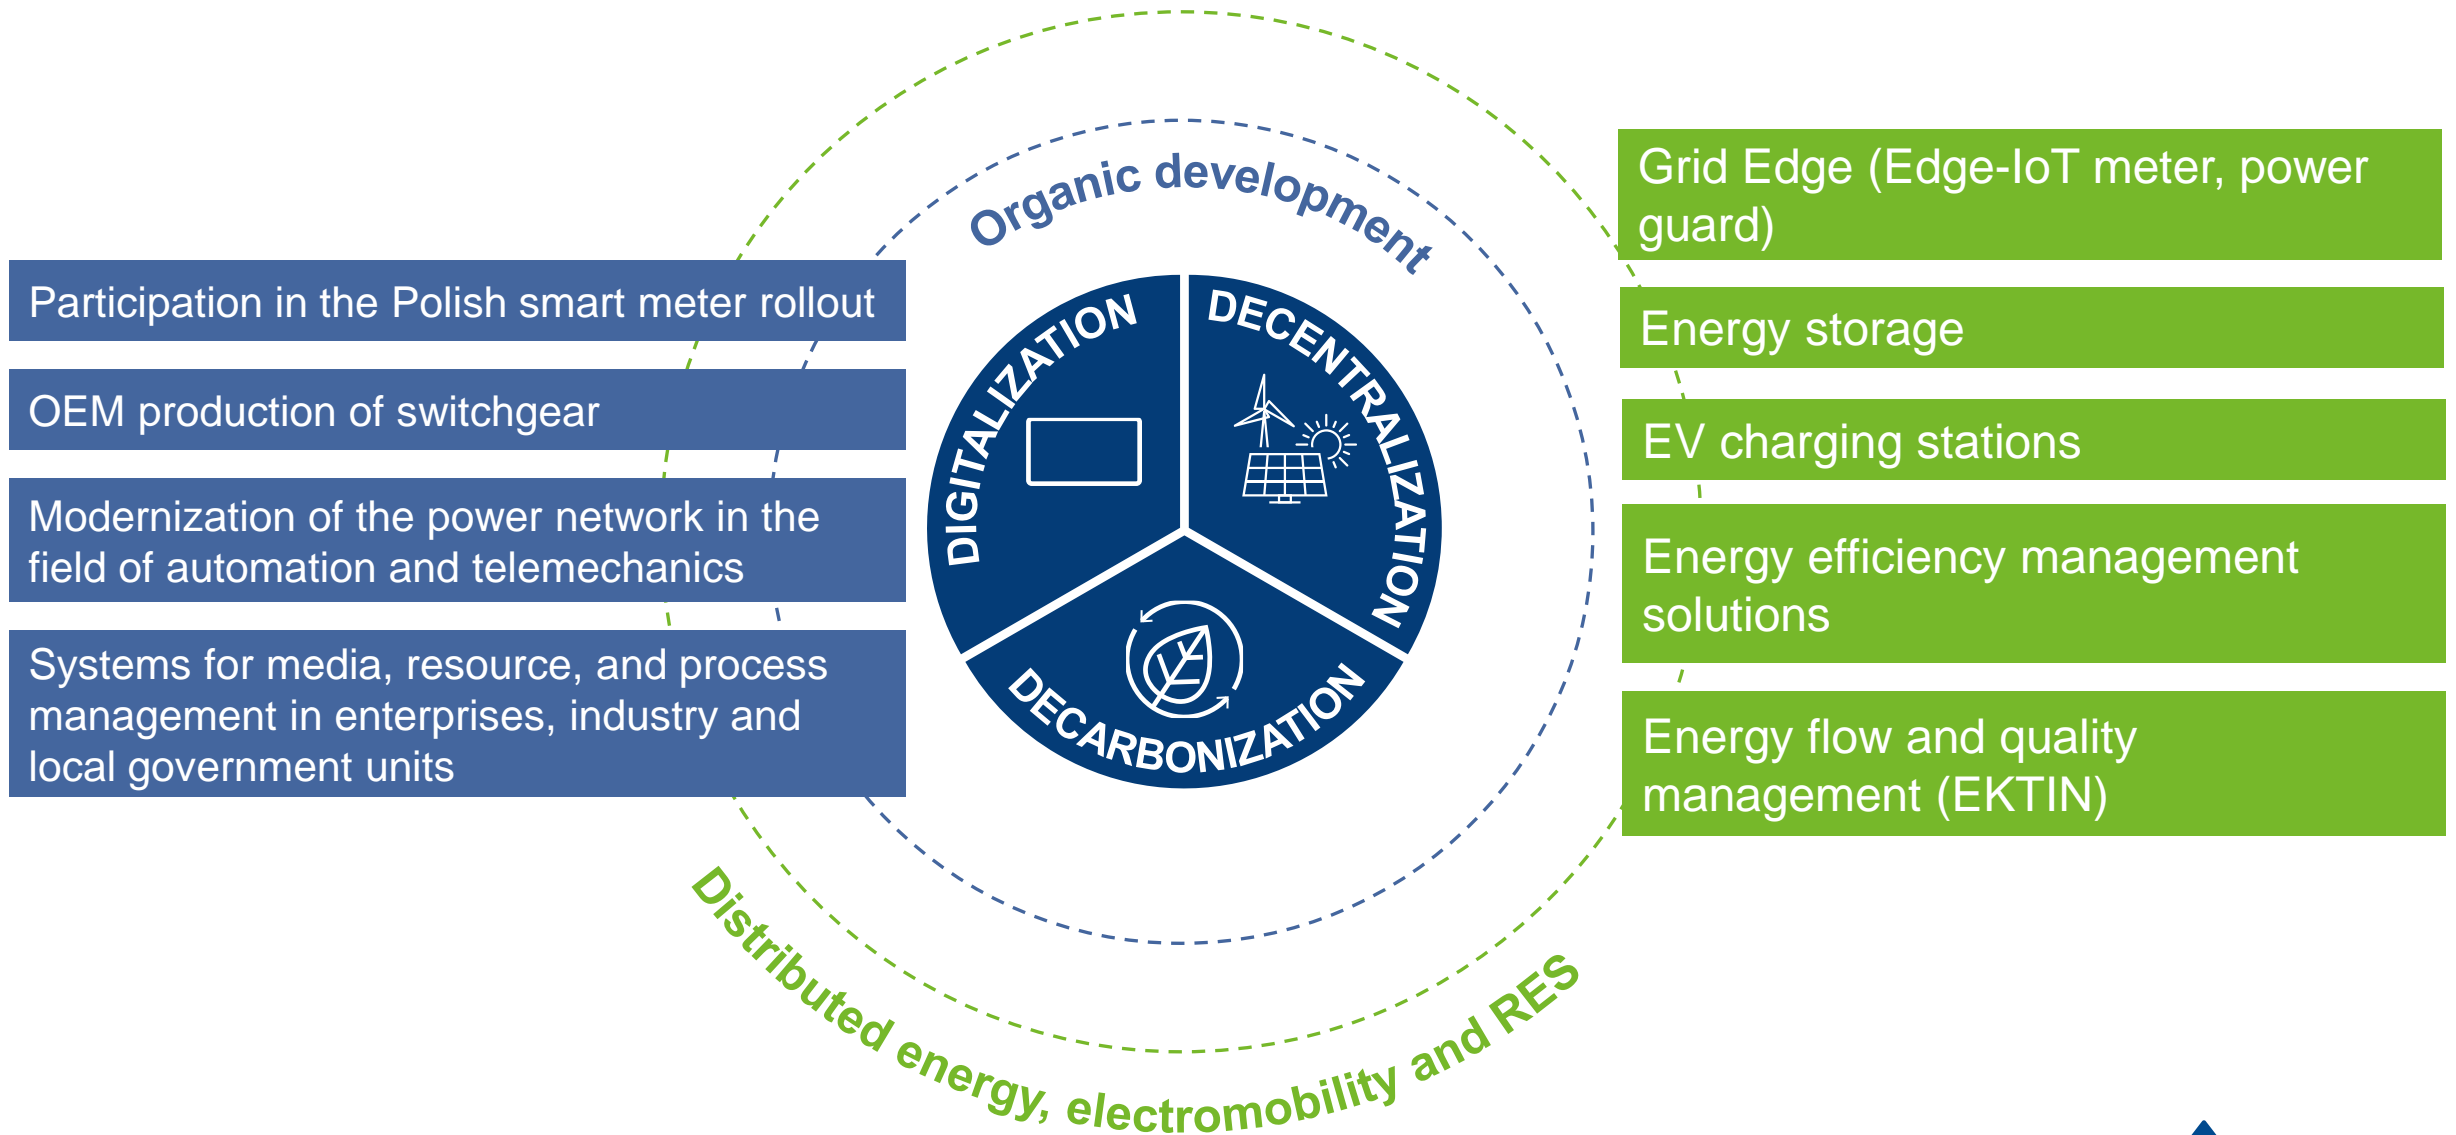 Organic development
Participation in the Polish smart meter rollout
OEM production of switchgear
Modernization of the power network in the
field of automation and telemechanics
Systems for media, resource, and process
management in enterprises, industry and
local government units
DIGITALIZATION
DECENTRALIZATION
DECARBONIZATION
Grid Edge (Edge-IoT meter, power
guard)
Energy storage
EV charging stations
Energy efficiency management
solutions
Energy flow and quality
management (EKTIN)
Distributed energy, electromobility and RES